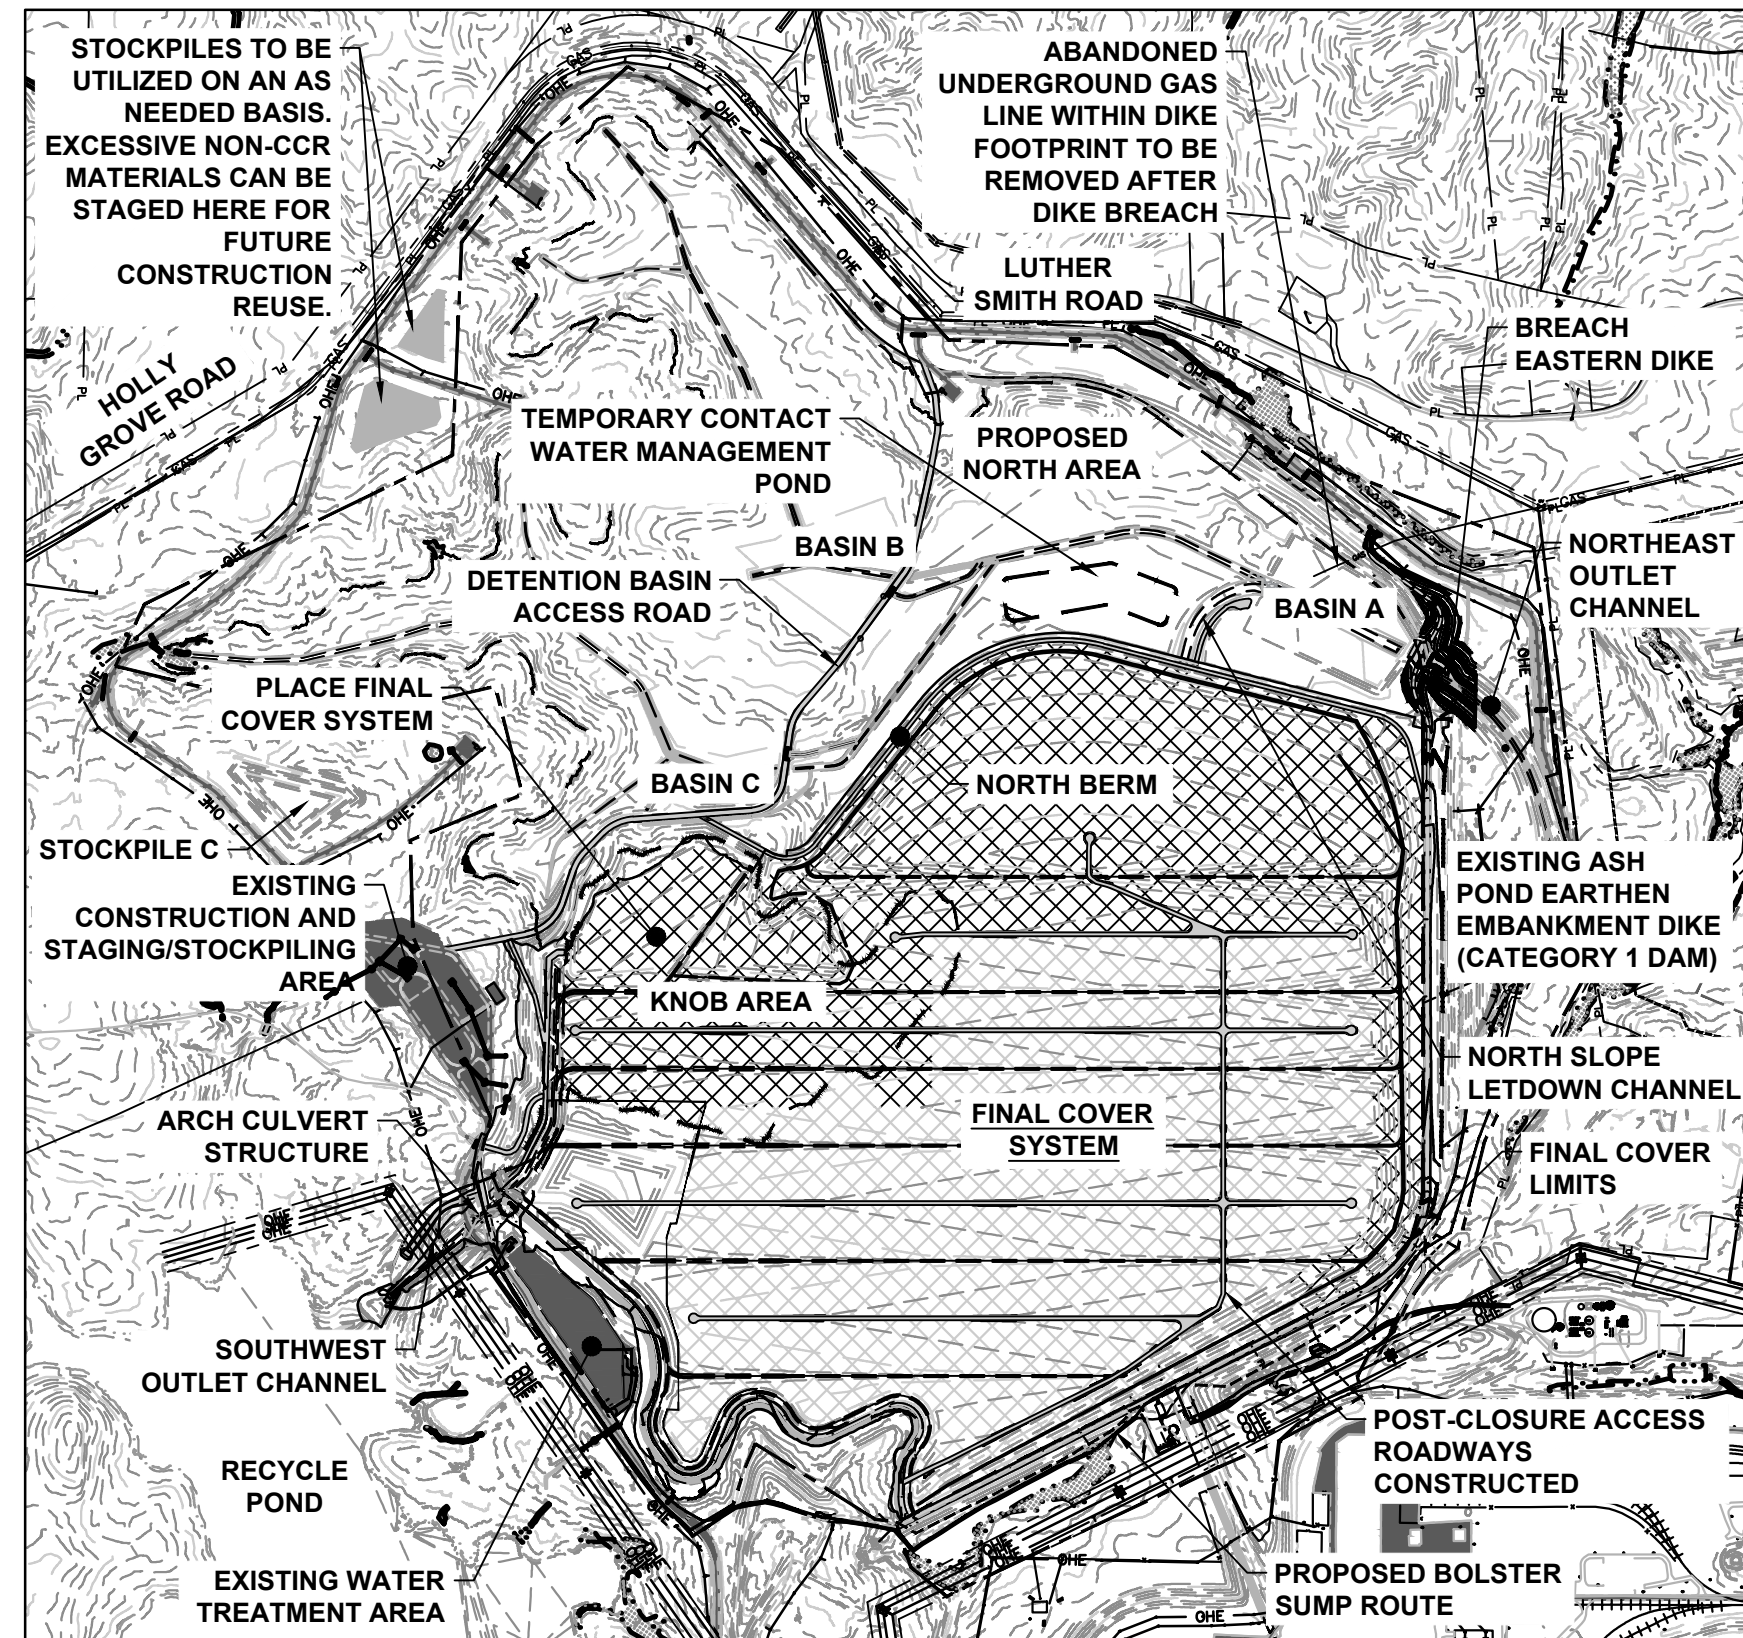 STOCKPILES TO BE
UTILIZED ON AN AS
NEEDED BASIS.
EXCESSIVE NON-CCR
MATERIALS CAN BE
STAGED HERE FOR
FUTURE
CONSTRUCTION
REUSE.
ABANDONED
UNDERGROUND GAS
LINE WITHIN DIKE
FOOTPRINT TO BE
REMOVED AFTER
DIKE BREACH
LUTHER
SMITH ROAD
BREACH
EASTERN DIKE
HOLLY
GROVE ROAD
TEMPORARY CONTACT
WATER MANAGEMENT
POND
PROPOSED
NORTH AREA
BASIN B
NORTHEAST
OUTLET
CHANNEL
DETENTION BASIN
ACCESS ROAD
BASIN A
PLACE FINAL
COVER SYSTEM
BASIN C
NORTH BERM
STOCKPILE C
EXISTING
CONSTRUCTION AND
STAGING/STOCKPILING
AREA
EXISTING ASH
POND EARTHEN
EMBANKMENT DIKE
(CATEGORY 1 DAM)
KNOB AREA
NORTH SLOPE
LETDOWN CHANNEL
ARCH CULVERT
STRUCTURE
FINAL COVER
SYSTEM
FINAL COVER
LIMITS
SOUTHWEST
OUTLET CHANNEL
POST-CLOSURE ACCESS
ROADWAYS
CONSTRUCTED
RECYCLE
POND
EXISTING WATER
TREATMENT AREA
PROPOSED BOLSTER
SUMP ROUTE
PL
GAS
OHE